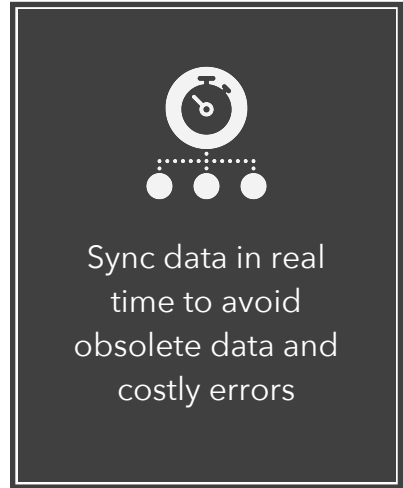 Sync data in real
time to avoid
obsolete data and
costly errors